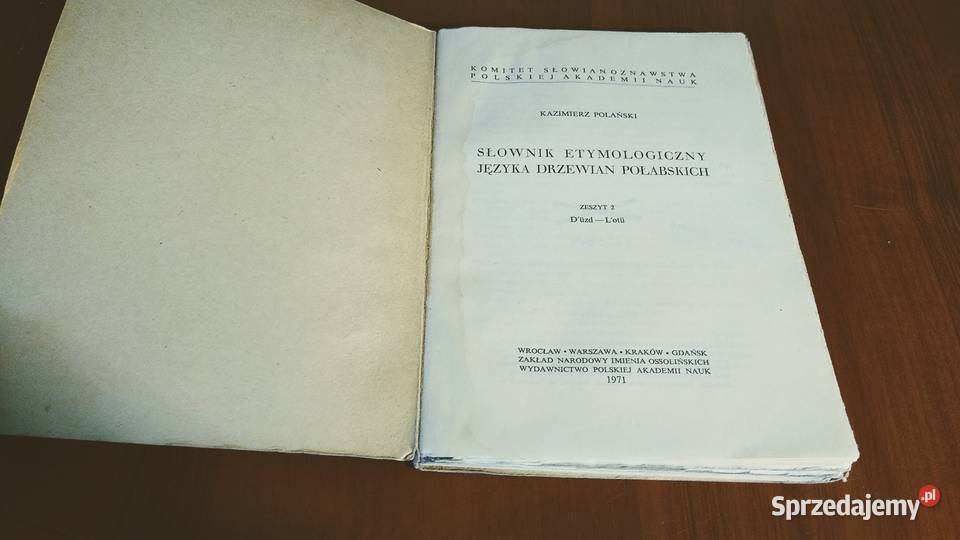 KOMITET SŁOWIANOZNAWSTWA
POLSKIEJ AKADEMII NAUK
KAZIMIERZ POLAŃSKI
SŁOWNIK ETYMOLOGICZNY
JĘZYKA DRZEWIAN POŁABSKICH
ZESZYT 2
D'üzd — L'otü
WROCŁAW • WARSZAWA • KRAKÓW • GDAŃSK
ZAKŁAD NARODOWY IMIENIA OSSOLIŃSKICH
WYDAWNICTWO POLSKIEJ AKADEMII NAUK
1971
Sprzedajemy.pl